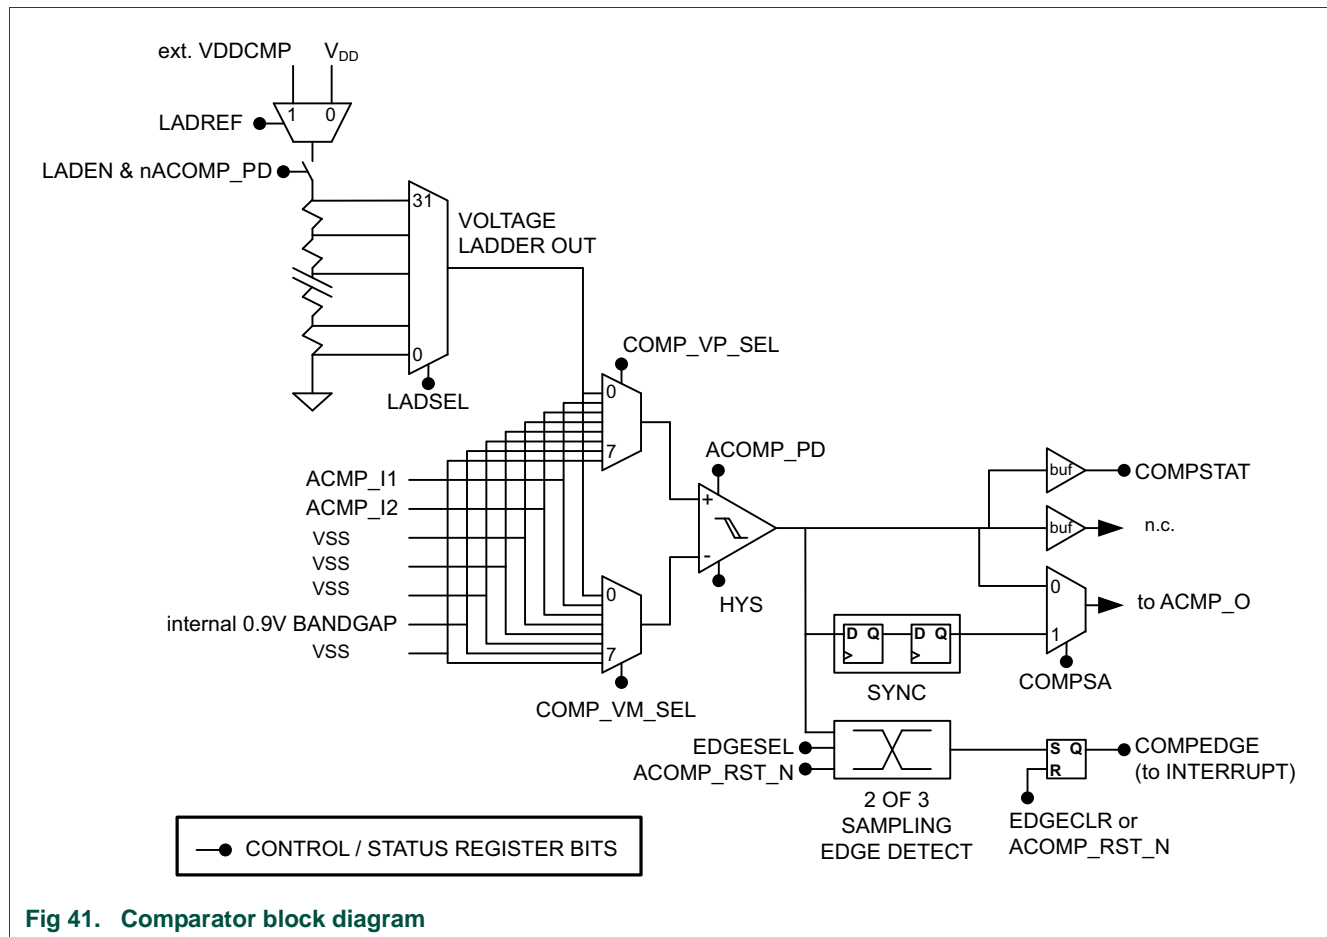 ext. VDDCMP VDD
1 0
LADREF
LADEN & nACOMP_PD
31
VOLTAGE
LADDER OUT
0
LADSEL
COMP_VP_SEL
0
7
ACMP_I1
ACMP_I2
VSS
VSS
VSS
internal 0.9V BANDGAP
VSS
0
7
COMP_VM_SEL
ACOMP_PD
+
-
HYS
buf
COMPSTAT
buf
n.c.
0
1
to ACMP_O
COMPSA
D Q D Q
SYNC
EDGESEL
ACOMP_RST_N
2 OF 3
SAMPLING
EDGE DETECT
S Q
R
COMPEDGE
(to INTERRUPT)
EDGECLR or
ACOMP_RST_N
CONTROL / STATUS REGISTER BITS
Fig 41. Comparator block diagram